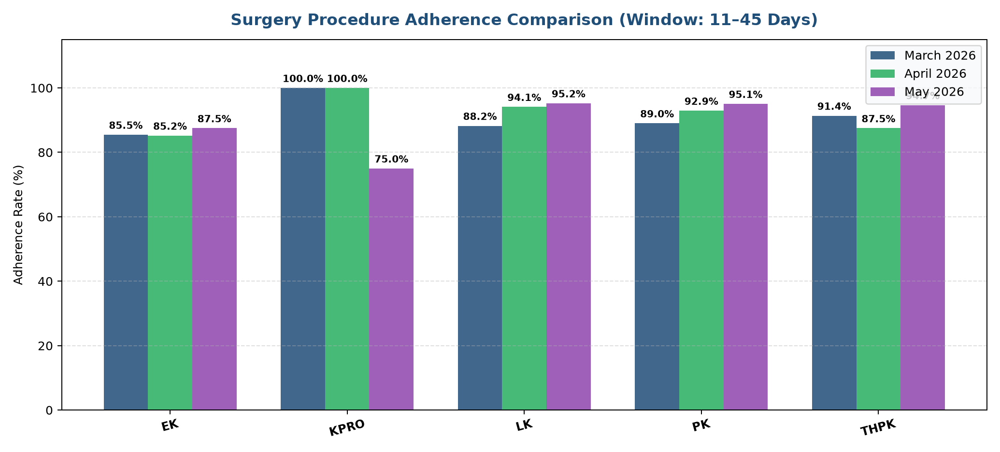 Surgery Procedure Adherence Comparison (Window: 11–45 Days)
March 2026
April 2026
May 2026
Adherence Rate (%)
100
80
60
40
20
0
85.5%
85.2%
87.5%
100.0%
100.0%
75.0%
88.2%
94.1%
95.2%
89.0%
92.9%
95.1%
91.4%
87.5%
94.7%
EK
KPRO
LK
PK
THPK